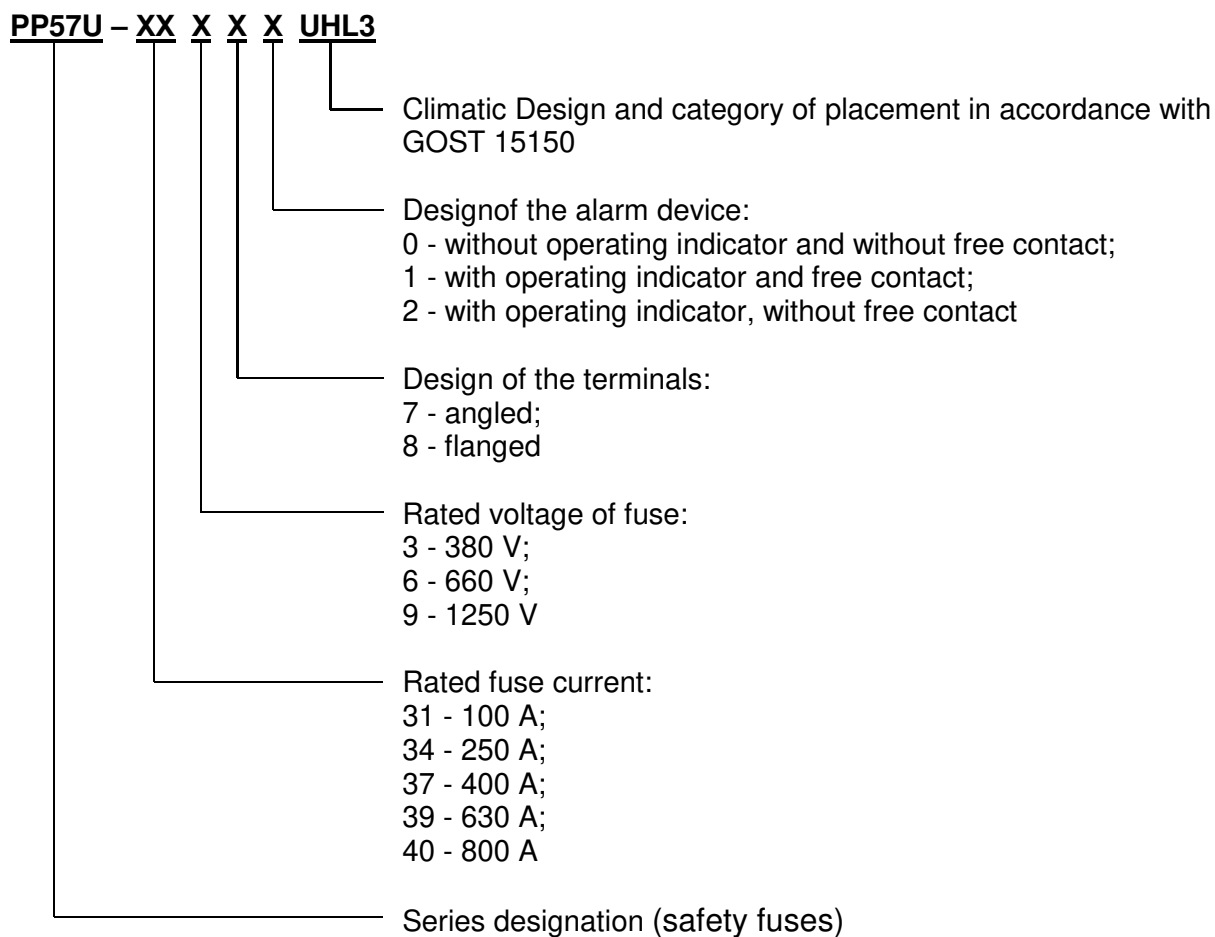 PP57U – XX X X X UHL3
Climatic Design and category of placement in accordance with
GOST 15150
Designof the alarm device:
0 - without operating indicator and without free contact;
1 - with operating indicator and free contact;
2 - with operating indicator, without free contact
Design of the terminals:
7 - angled;
8 - flanged
Rated voltage of fuse:
3 - 380 V;
6 - 660 V;
9 - 1250 V
Rated fuse current:
31 - 100 A;
34 - 250 A;
37 - 400 A;
39 - 630 A;
40 - 800 A
Series designation (safety fuses)